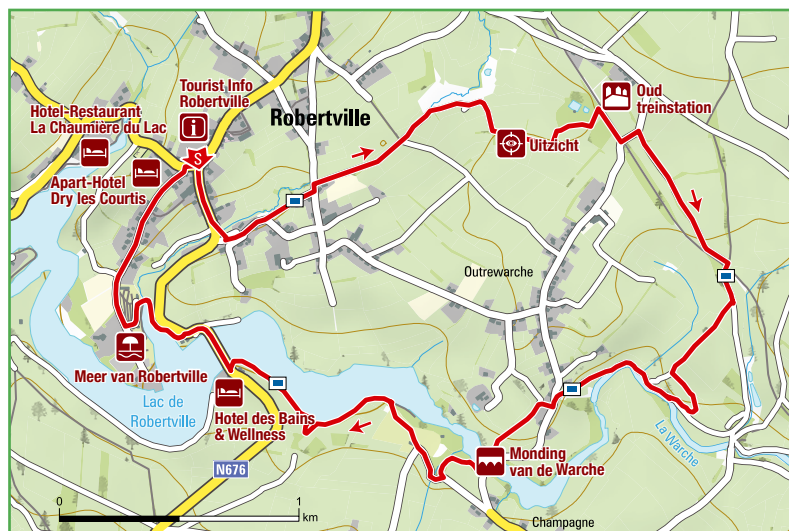 Tourist Info
Robertville
Hotel-Restaurant
La Chaumière du Lac
Robertville
Oud
treinstation
Uitzicht
Apart-Hotel
Dry les Courtis
S
Outrewarche
Meer van Robertville
Lac de
Robertville
Hotel des Bains
& Wellness
La Warche
Monding
van de Warche
N676
0 1
km
Champagne